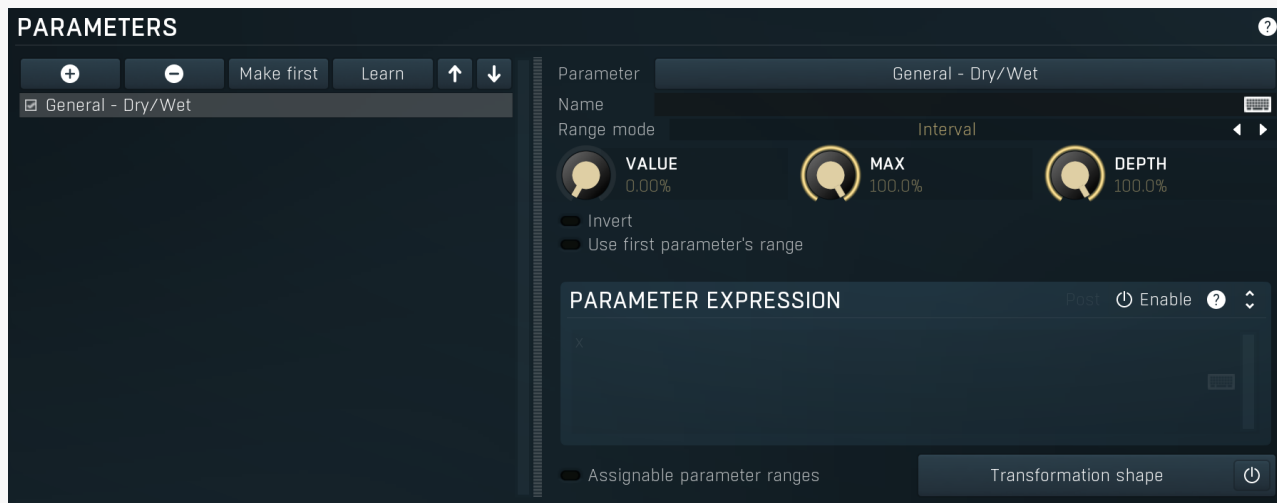 PARAMETERS
?
Make first
Learn
General - Dry/Wet
Parameter
General - Dry/Wet
Name
Range mode
Interval
VALUE
0.00%
MAX
100.0%
DEPTH
100.0%
Invert
Use first parameter's range
PARAMETER EXPRESSION
Post
Enable
?
x
Assignable parameter ranges
Transformation shape